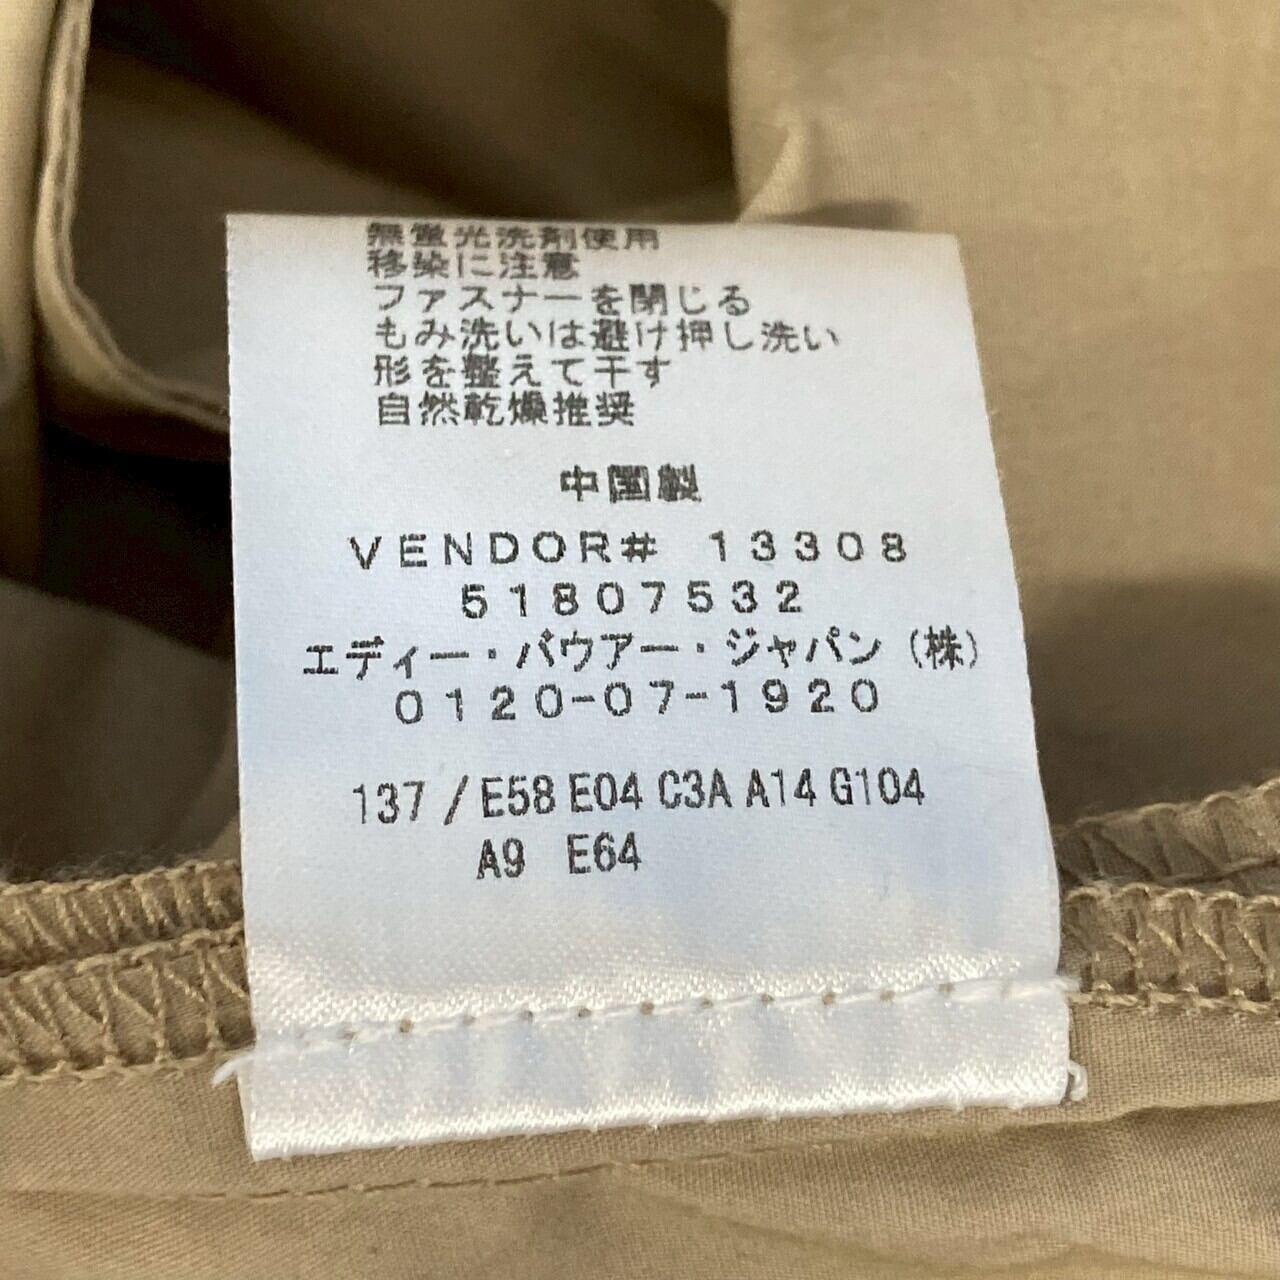 無蛍光洗剤使用
移染に注意
ファスナーを閉じる
もみ洗いは避け押し洗い
形を整えて干す
自然乾燥推奨
中国製
VENDOR# 13308
51807532
エディー・バウアー・ジャパン(株)
0120-07-1920
137 / E58 E04 C3A A14 G104
A9 E64